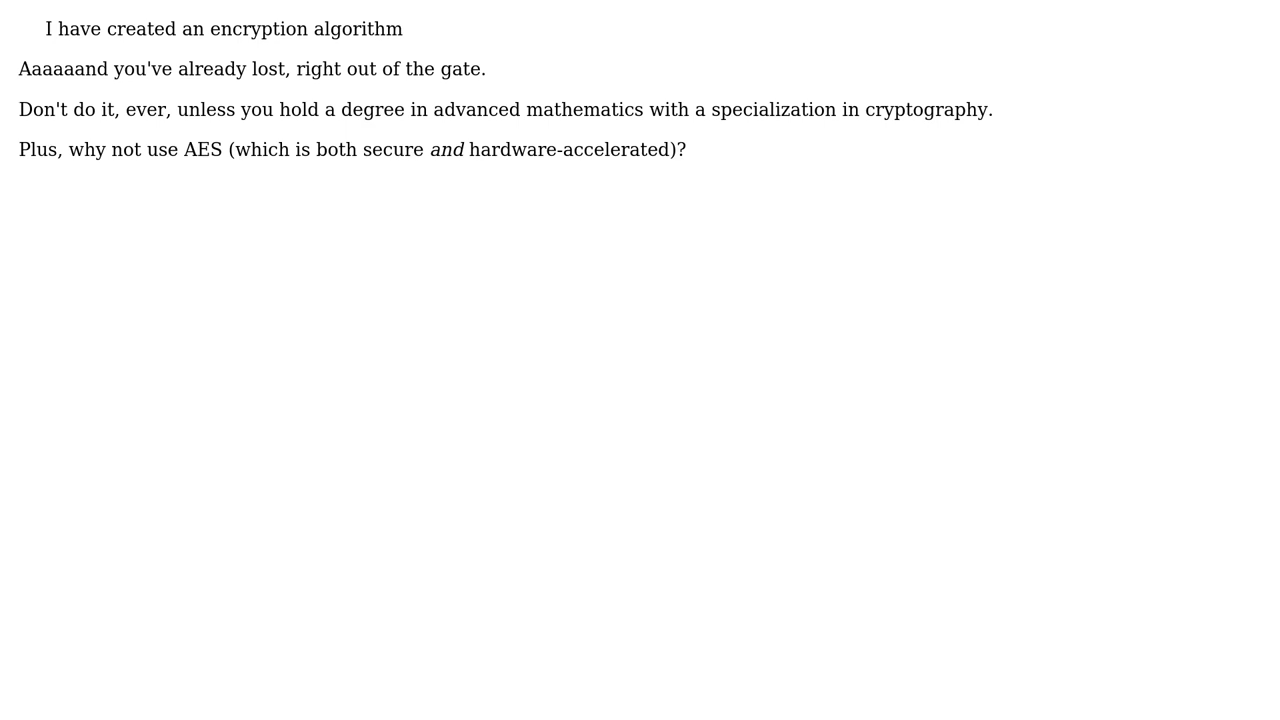 I have created an encryption algorithm
Aaaaaand you've already lost, right out of the gate.
Don't do it, ever, unless you hold a degree in advanced mathematics with a specialization in cryptography.
Plus, why not use AES (which is both secure and hardware-accelerated)?